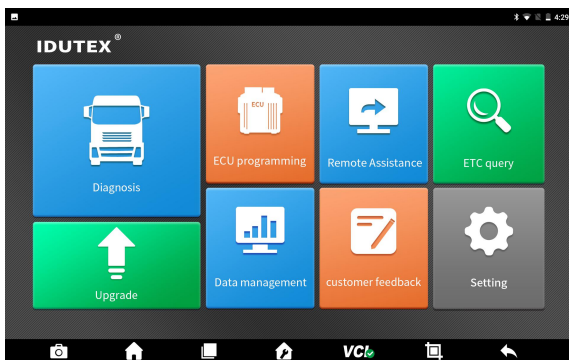 4:29
IDUTEX®
ECU
Diagnosis
ECU programming
Remote Assistance
ETC query
Upgrade
Data management
customer feedback
Setting
VCI